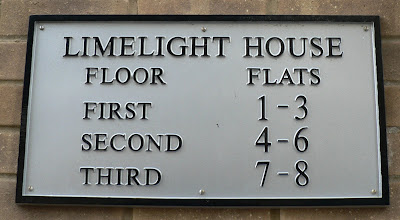 LIMELIGHT HOUSE
FLOOR FLATS
FIRST 1-3
SECOND 4-6
THIRD 7-8